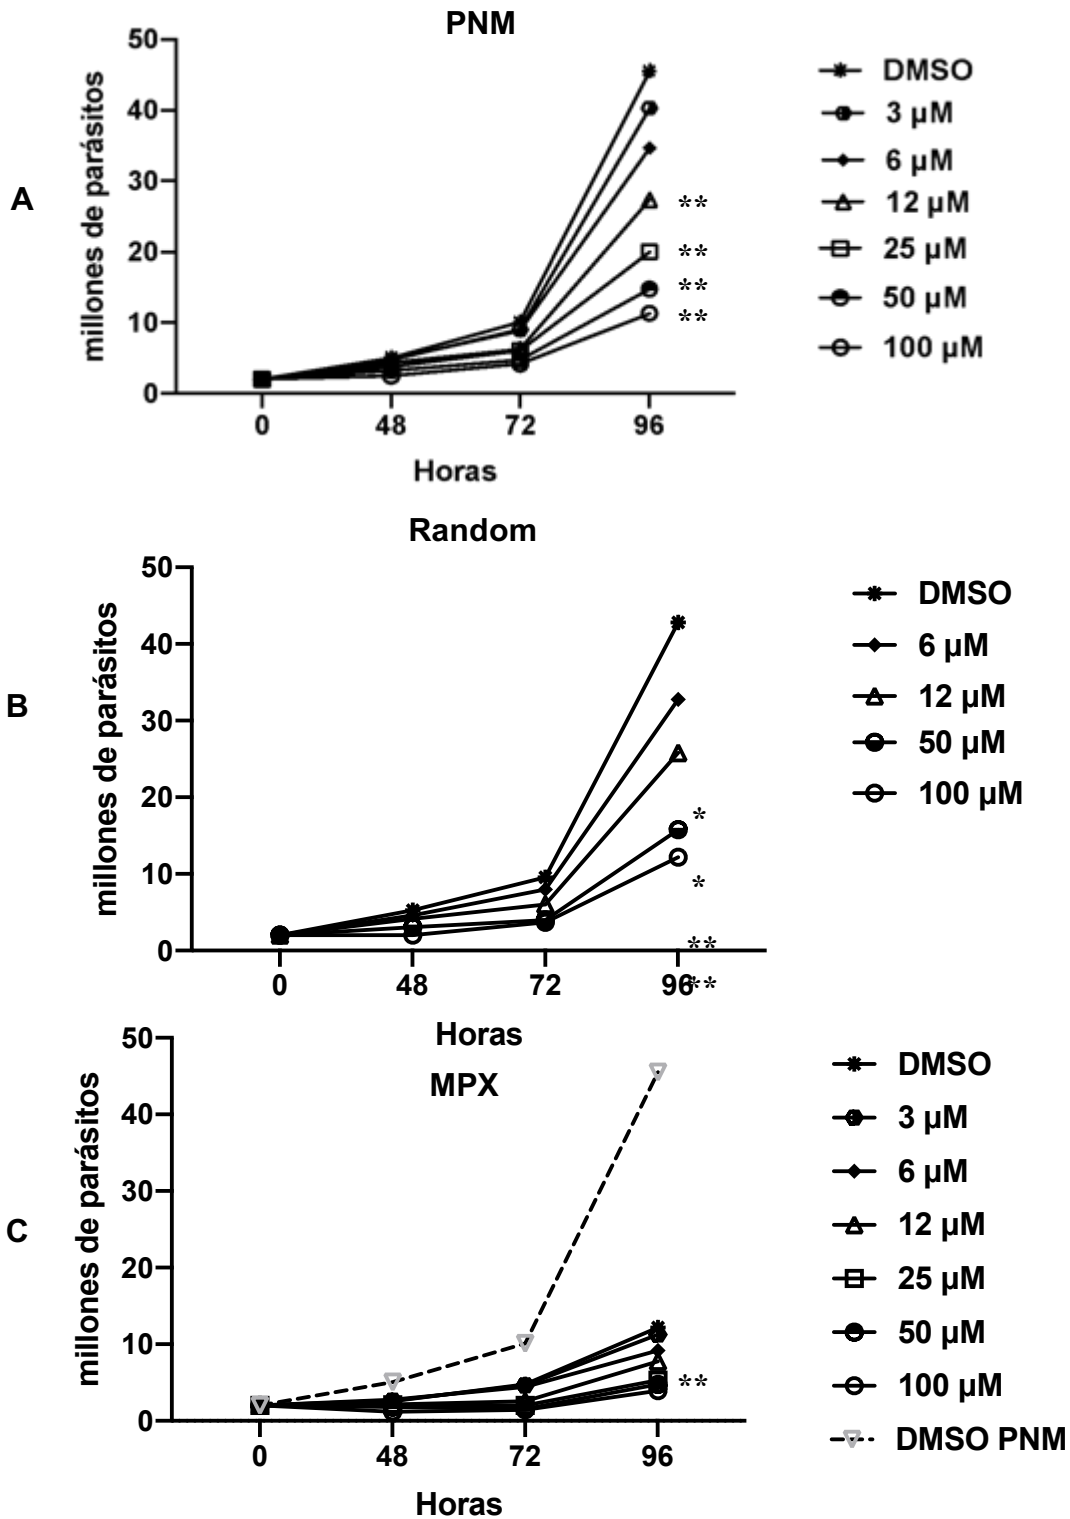 PNM
A
millones de parásitos
50
40
30
20
10
0
0 48 72 96
Horas
DMSO
3 µM
6 µM
12 µM
25 µM
50 µM
100 µM
**
**
**
**
Random
B
millones de parásitos
50
40
30
20
10
0
0 48 72 96
Horas
DMSO
6 µM
12 µM
50 µM
100 µM
*
*
**
**
MPX
C
millones de parásitos
50
40
30
20
10
0
0 48 72 96
Horas
DMSO
3 µM
6 µM
12 µM
25 µM
50 µM
100 µM
DMSO PNM
**